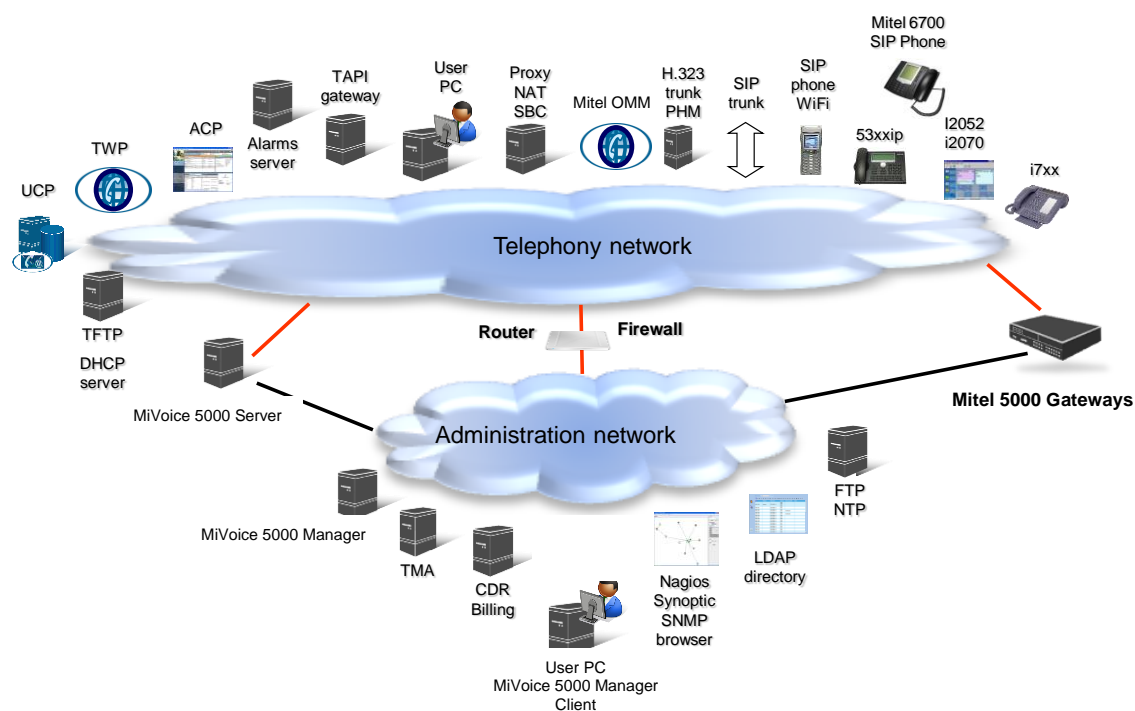 Mitel 6700
SIP Phone
User
PC
TAPI
gateway
Proxy
NAT
SBC
Mitel OMM
H.323
trunk
PHM
SIP
trunk
SIP
phone
WiFi
ACP
Alarms
server
TWP
UCP
53xxip
I2052
i2070
i7xx
Telephony network
TFTP
DHCP
server
Router
Firewall
MiVoice 5000 Server
Mitel 5000 Gateways
Administration network
FTP
NTP
MiVoice 5000 Manager
TMA
CDR
Billing
LDAP
directory
Nagios
Synoptic
SNMP
browser
User PC
MiVoice 5000 Manager
Client